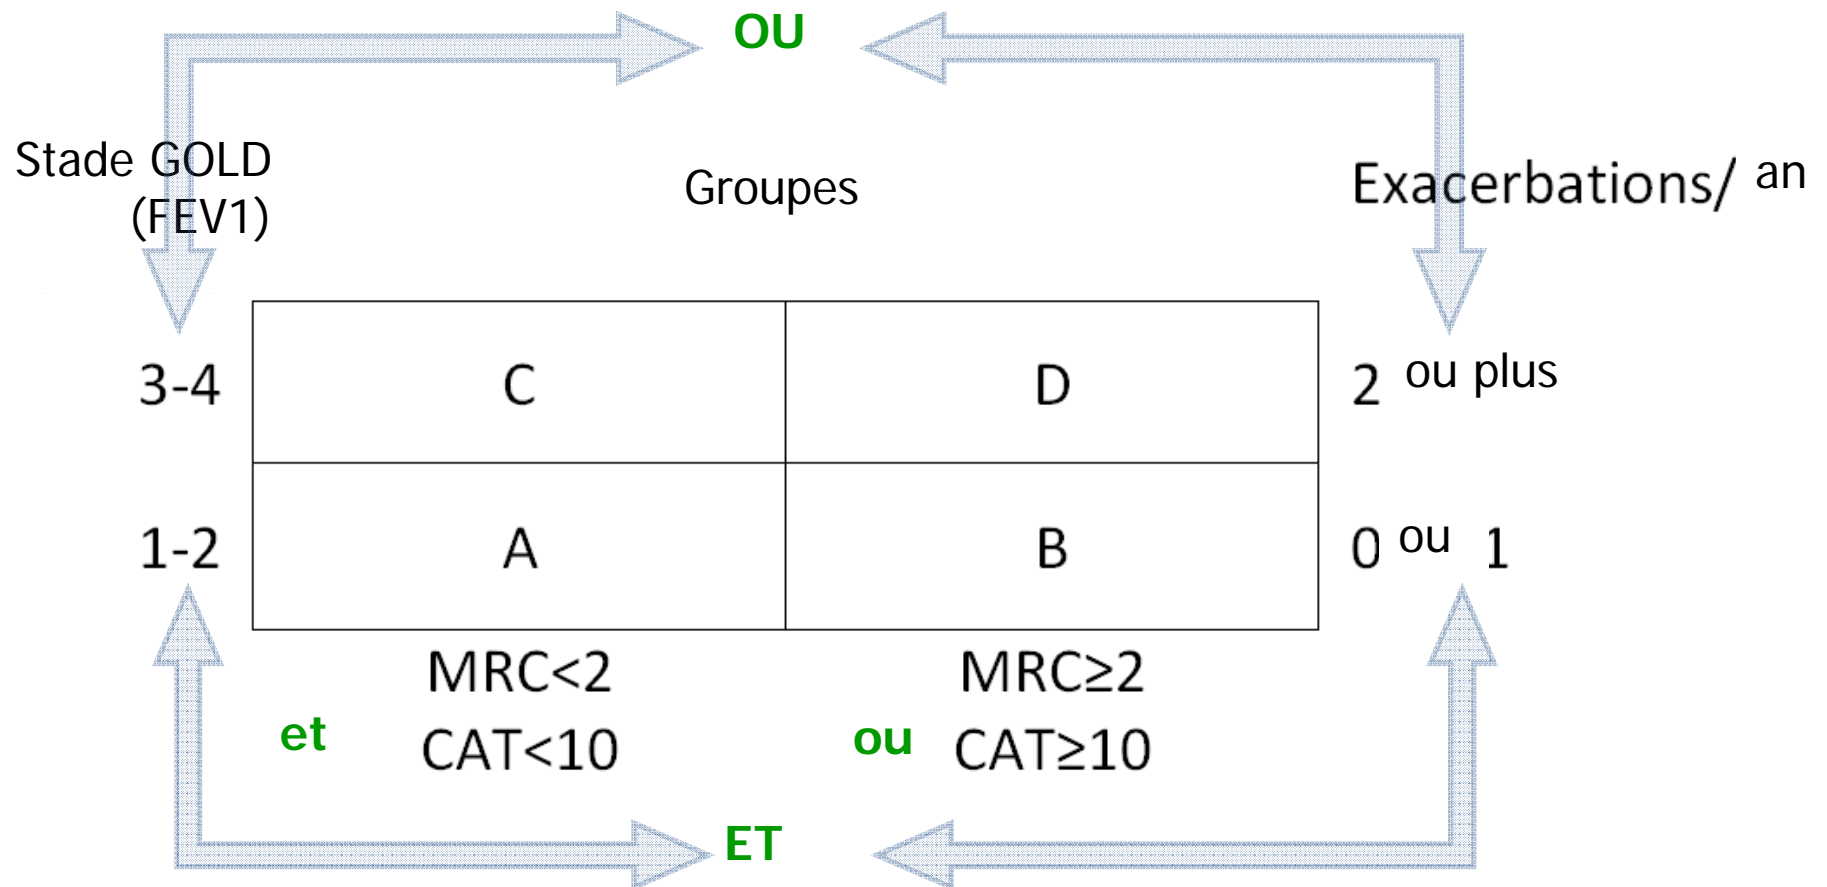 OU
Stade GOLD
(FEV1)
Groupes
Exacerbations/ an
3-4 C D 2 ou plus
1-2 A B 0 ou 1
MRC<2 MRC≥2
et CAT<10 ou CAT≥10
ET